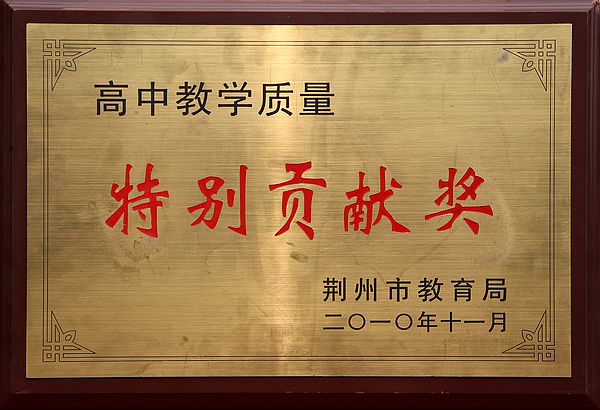 高中教学质量
特别贡献奖
荆州市教育局
二〇一〇年十一月